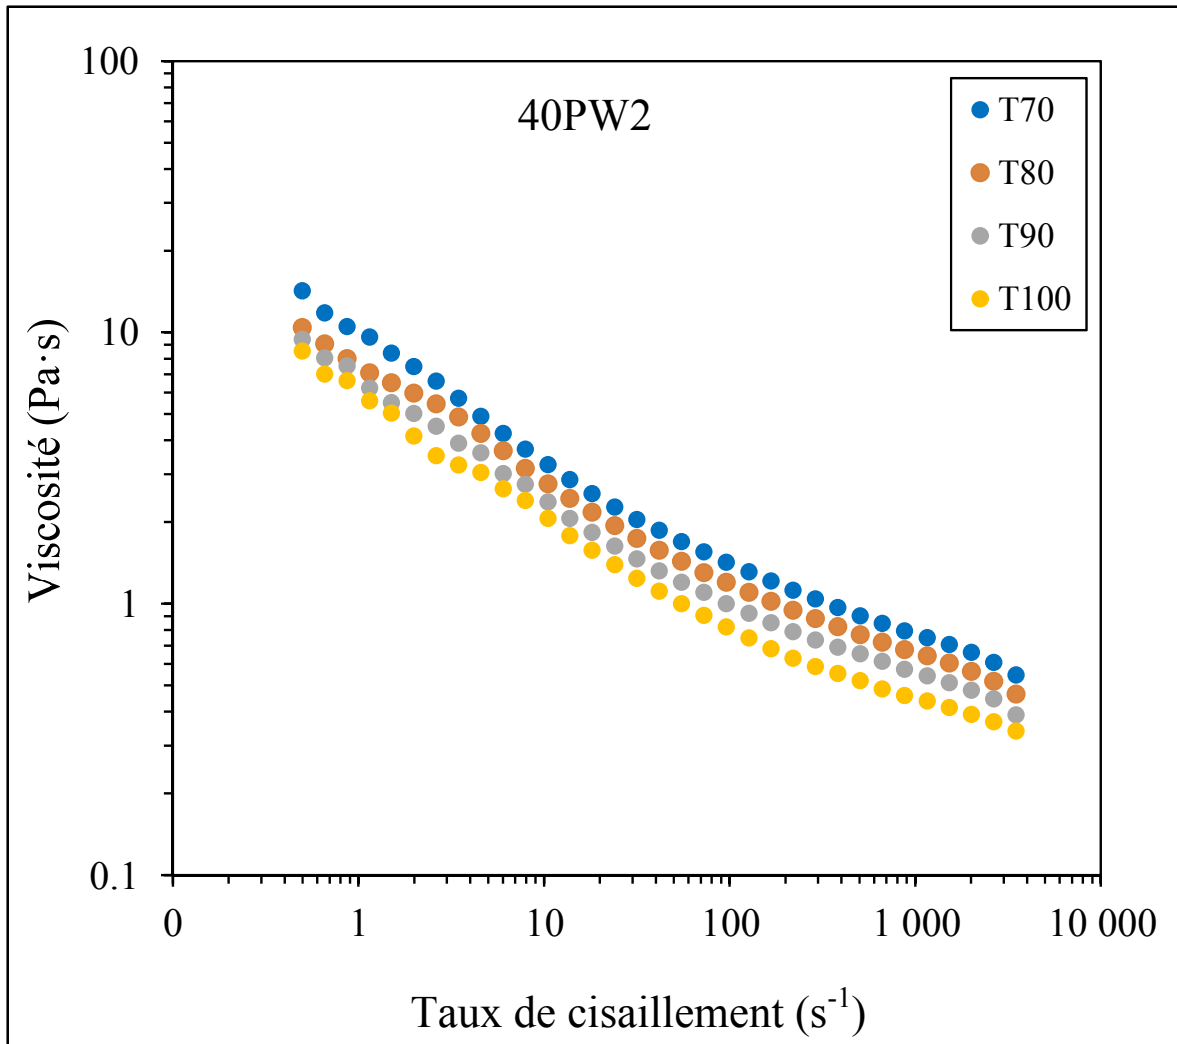 100
40PW2
T70
T80
T90
T100
10
Viscosité (Pa·s)
1
0.1
0 1 10 100 1 000 10 000
Taux de cisaillement (s-1)